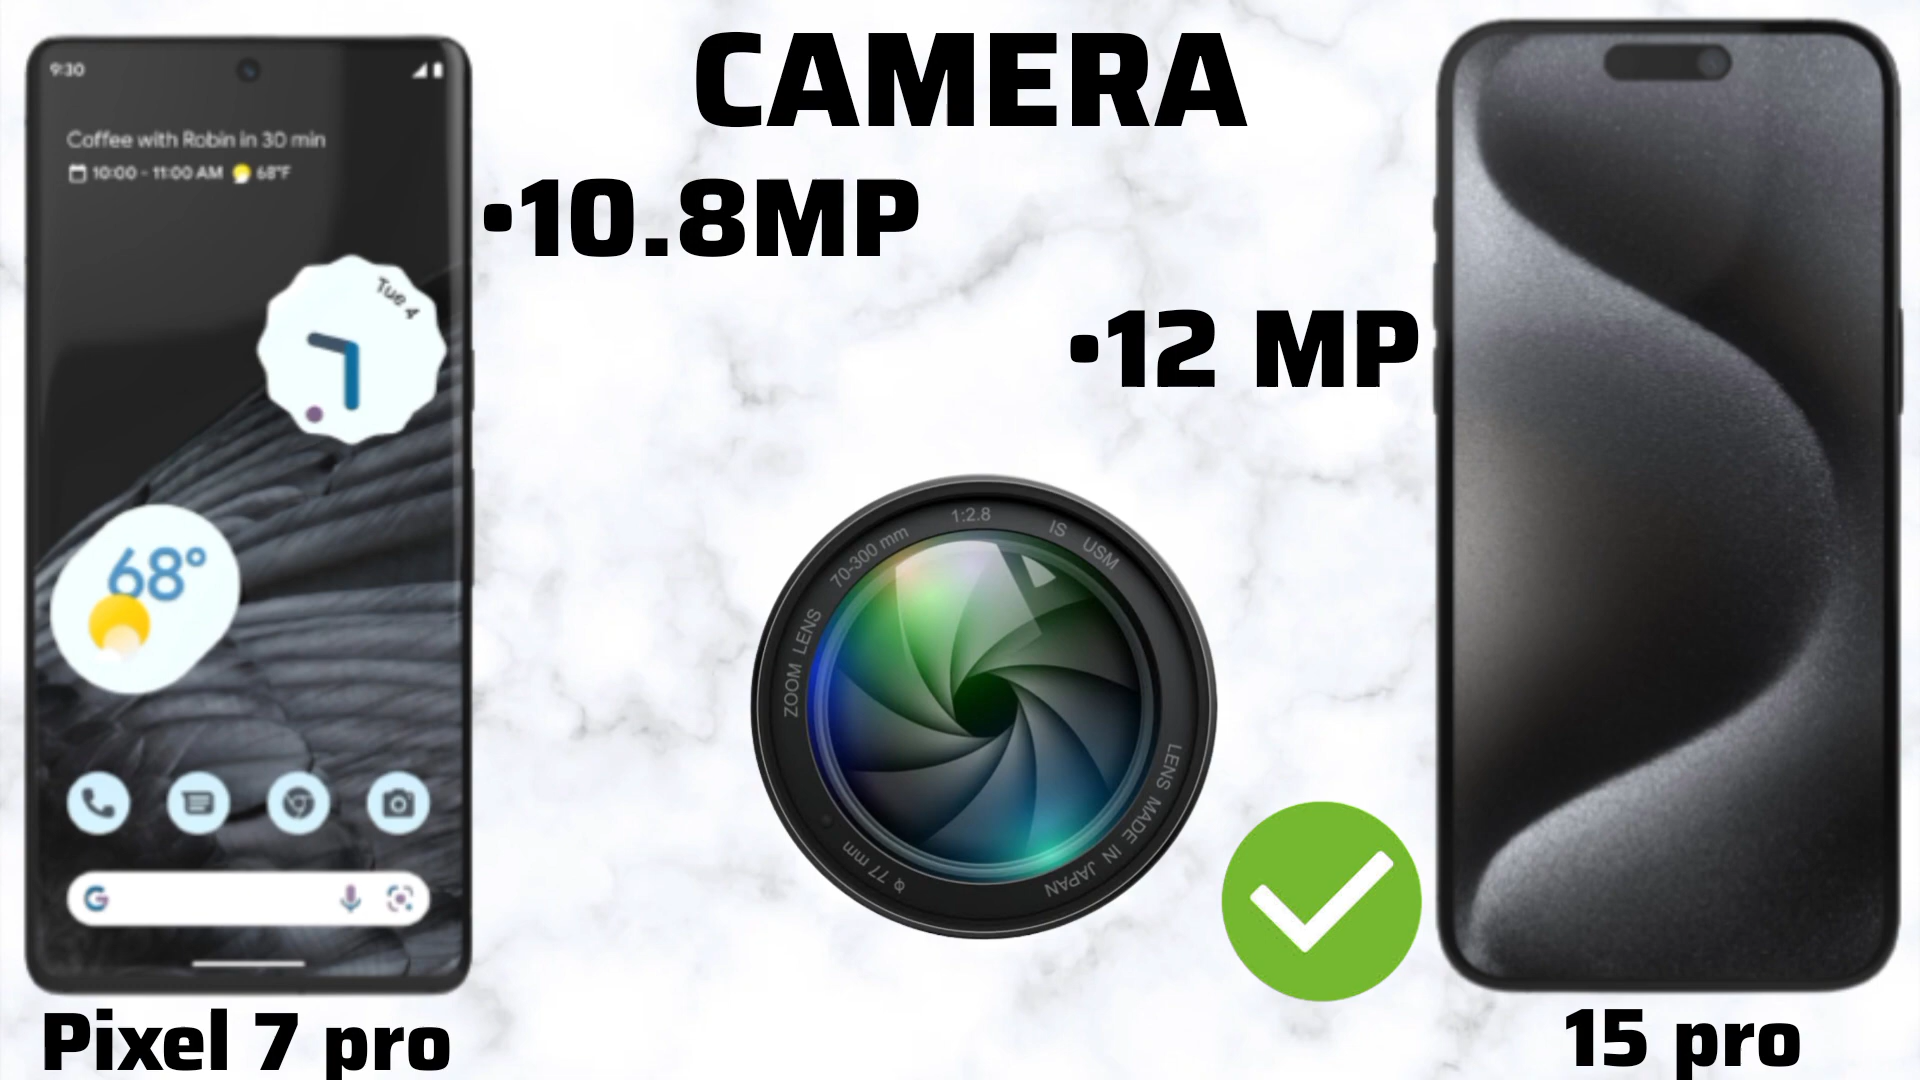 CAMERA
•10.8MP
•12 MP
9:30
Coffee with Robin in 30 min
10:00 - 11:00 AM 68°F
Tue 4
68°
G
70-300 mm 1:2.8 IS USM
ZOOM LENS
LENS MADE IN JAPAN
φ 77 mm
Pixel 7 pro
15 pro